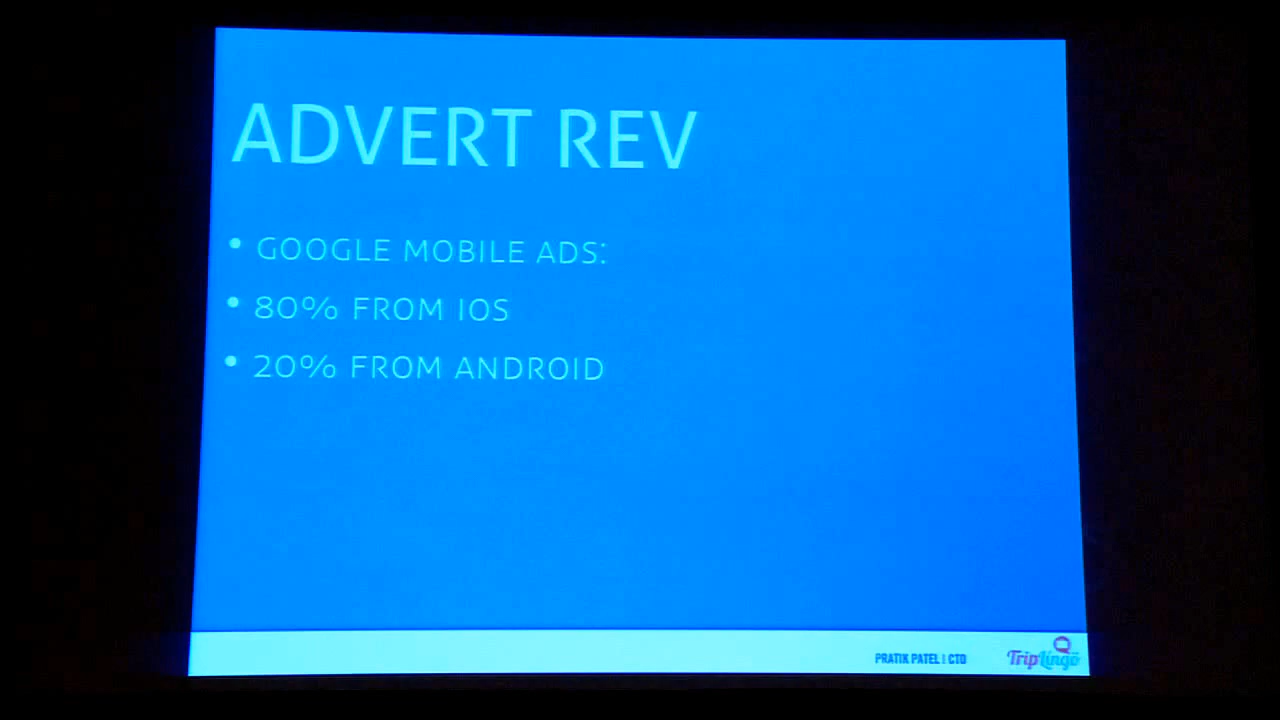 ADVERT REV
• GOOGLE MOBILE ADS:
• 80% FROM IOS
• 20% FROM ANDROID
PRATIK PATEL | CTO
TripLingo